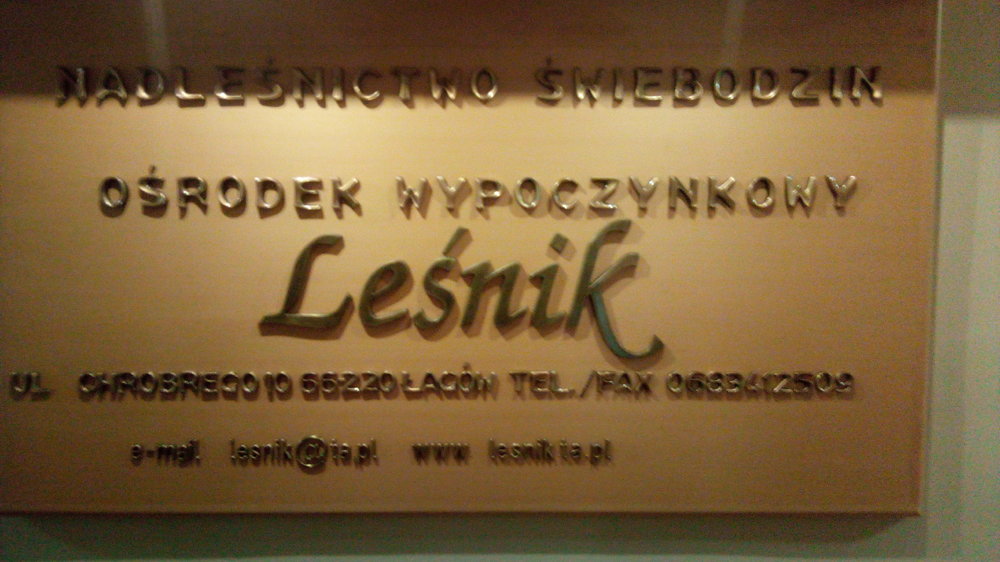 NADLEŚNICTWO ŚWIEBODZIN
OŚRODEK WYPOCZYNKOWY
Leśnik
UL. CHROBREGO 10 66-220 ŁAGÓW TEL./FAX 0683412509
e-mail lesnik@ta.pl www lesnik.ta.pl